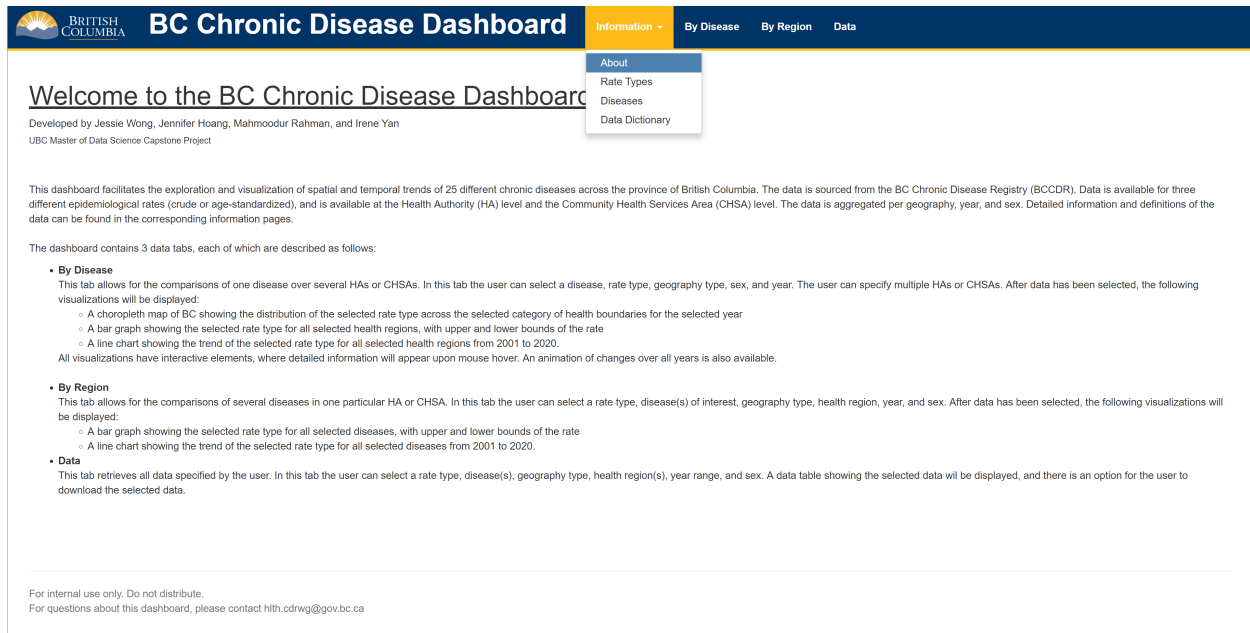 BRITISH
COLUMBIA
BC Chronic Disease Dashboard
Information
By Disease
By Region
Data
About
Rate Types
Diseases
Data Dictionary
Welcome to the BC Chronic Disease Dashboard
Developed by Jessie Wong, Jennifer Hoang, Mahmoodur Rahman, and Irene Yan
UBC Master of Data Science Capstone Project
This dashboard facilitates the exploration and visualization of spatial and temporal trends of 25 different chronic diseases across the province of British Columbia. The data is sourced from the BC Chronic Disease Registry (BCCDR). Data is available for three
different epidemiological rates (crude or age-standardized), and is available at the Health Authority (HA) level and the Community Health Services Area (CHSA) level. The data is aggregated per geography, year, and sex. Detailed information and definitions of the
data can be found in the corresponding information pages.
The dashboard contains 3 data tabs, each of which are described as follows:
• By Disease
This tab allows for the comparisons of one disease over several HAs or CHSAs. In this tab the user can select a disease, rate type, geography type, sex, and year. The user can specify multiple HAs or CHSAs. After data has been selected, the following
visualizations will be displayed:
◦ A choropleth map of BC showing the distribution of the selected rate type across the selected category of health boundaries for the selected year
◦ A bar graph showing the selected rate type for all selected health regions, with upper and lower bounds of the rate
◦ A line chart showing the trend of the selected rate type for all selected health regions from 2001 to 2020.
All visualizations have interactive elements, where detailed information will appear upon mouse hover. An animation of changes over all years is also available.
• By Region
This tab allows for the comparisons of several diseases in one particular HA or CHSA. In this tab the user can select a rate type, disease(s) of interest, geography type, health region, year, and sex. After data has been selected, the following visualizations will
be displayed:
◦ A bar graph showing the selected rate type for all selected diseases, with upper and lower bounds of the rate
◦ A line chart showing the trend of the selected rate type for all selected diseases from 2001 to 2020.
• Data
This tab retrieves all data specified by the user. In this tab the user can select a rate type, disease(s), geography type, health region(s), year range, and sex. A data table showing the selected data wil be displayed, and there is an option for the user to
download the selected data.
For internal use only. Do not distribute.
For questions about this dashboard, please contact hlth.cdrwg@gov.bc.ca